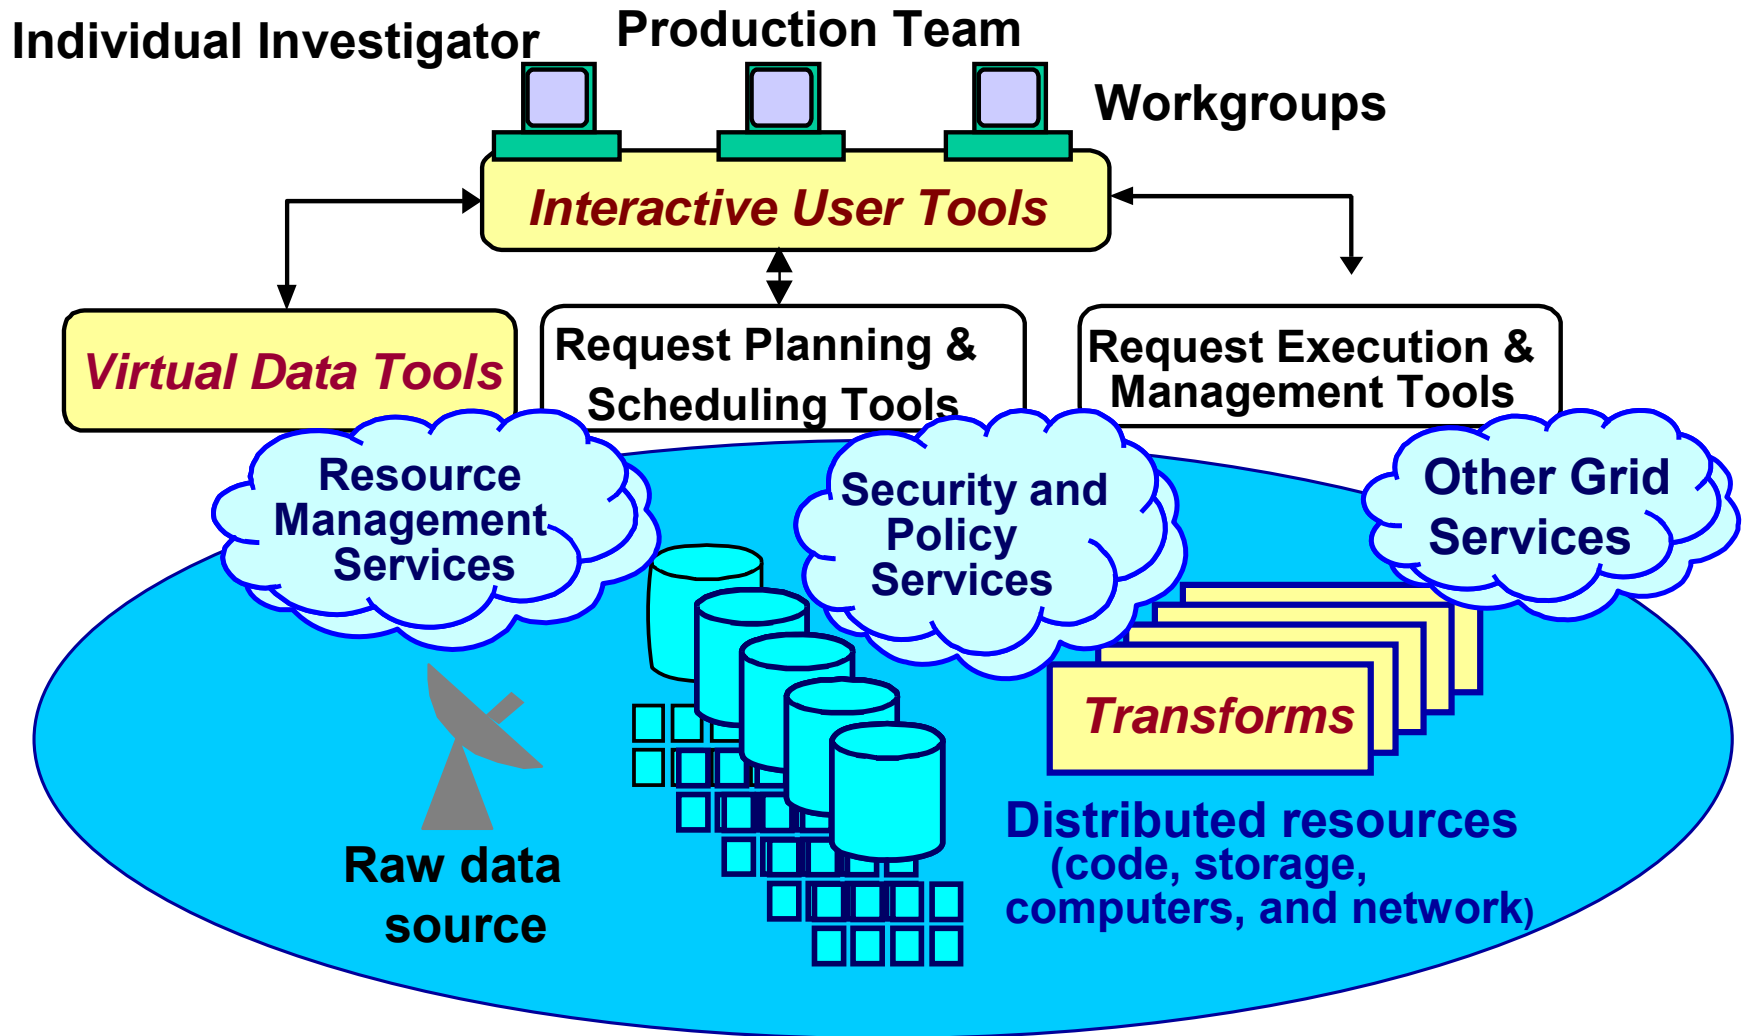 Individual Investigator
Production Team
Workgroups
Interactive User Tools
Virtual Data Tools
Request Planning &
Scheduling Tools
Request Execution &
Management Tools
Resource
Management
Services
Security and
Policy
Services
Other Grid
Services
Transforms
Raw data
source
Distributed resources
(code, storage,
computers, and network)